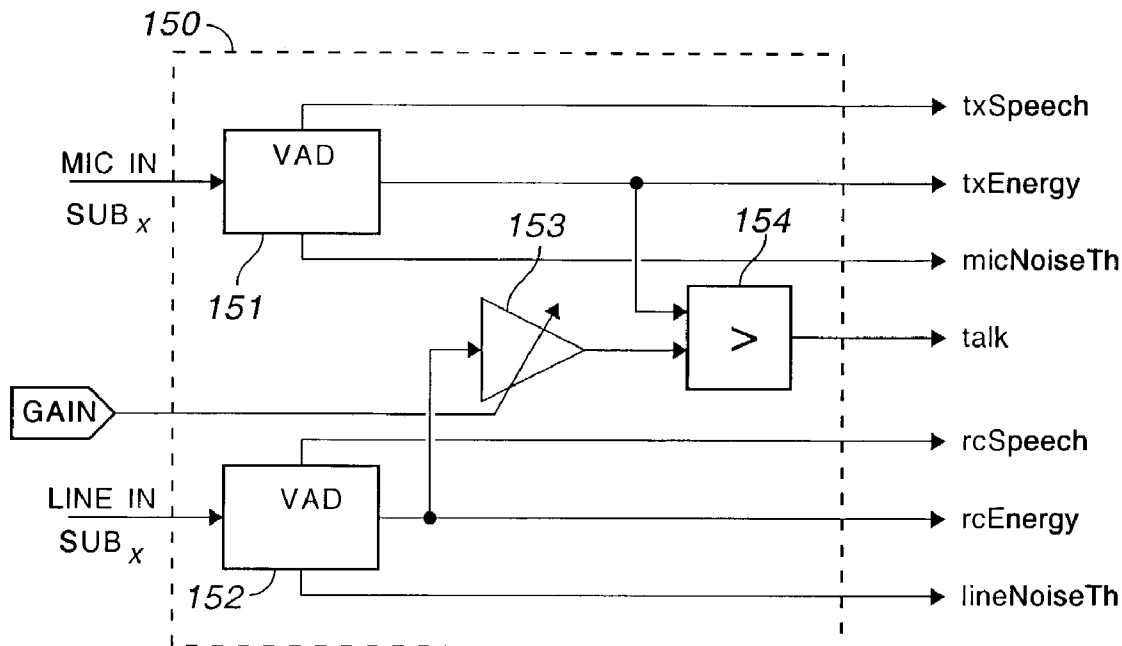 150
txSpeech
VAD
MIC IN
txEnergy
SUBx
153
154
micNoiseTh
151
>
talk
GAIN
rcSpeech
VAD
LINE IN
rcEnergy
SUBx
152
lineNoiseTh